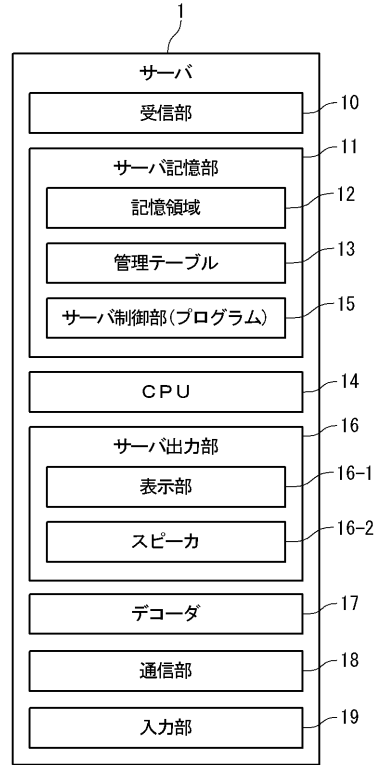 1
サーバ
受信部 10
サーバ記憶部 11
記憶領域 12
管理テーブル 13
サーバ制御部(プログラム) 15
CPU 14
サーバ出力部 16
表示部 16-1
スピーカ 16-2
デコーダ 17
通信部 18
入力部 19